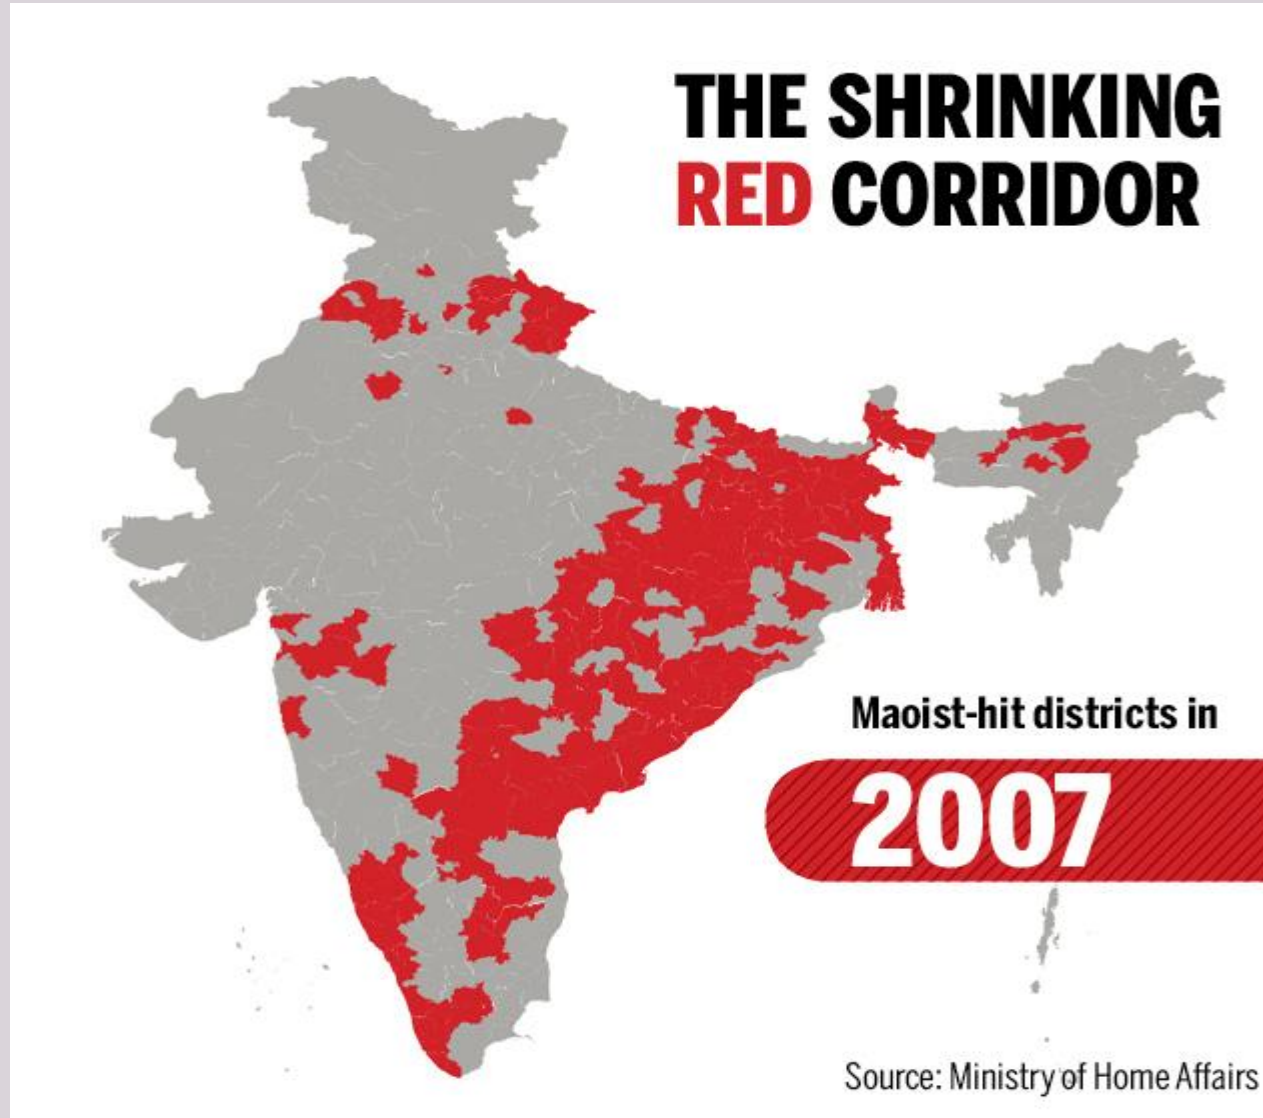 THE SHRINKING
RED CORRIDOR
Maoist-hit districts in
2007
Source: Ministry of Home Affairs